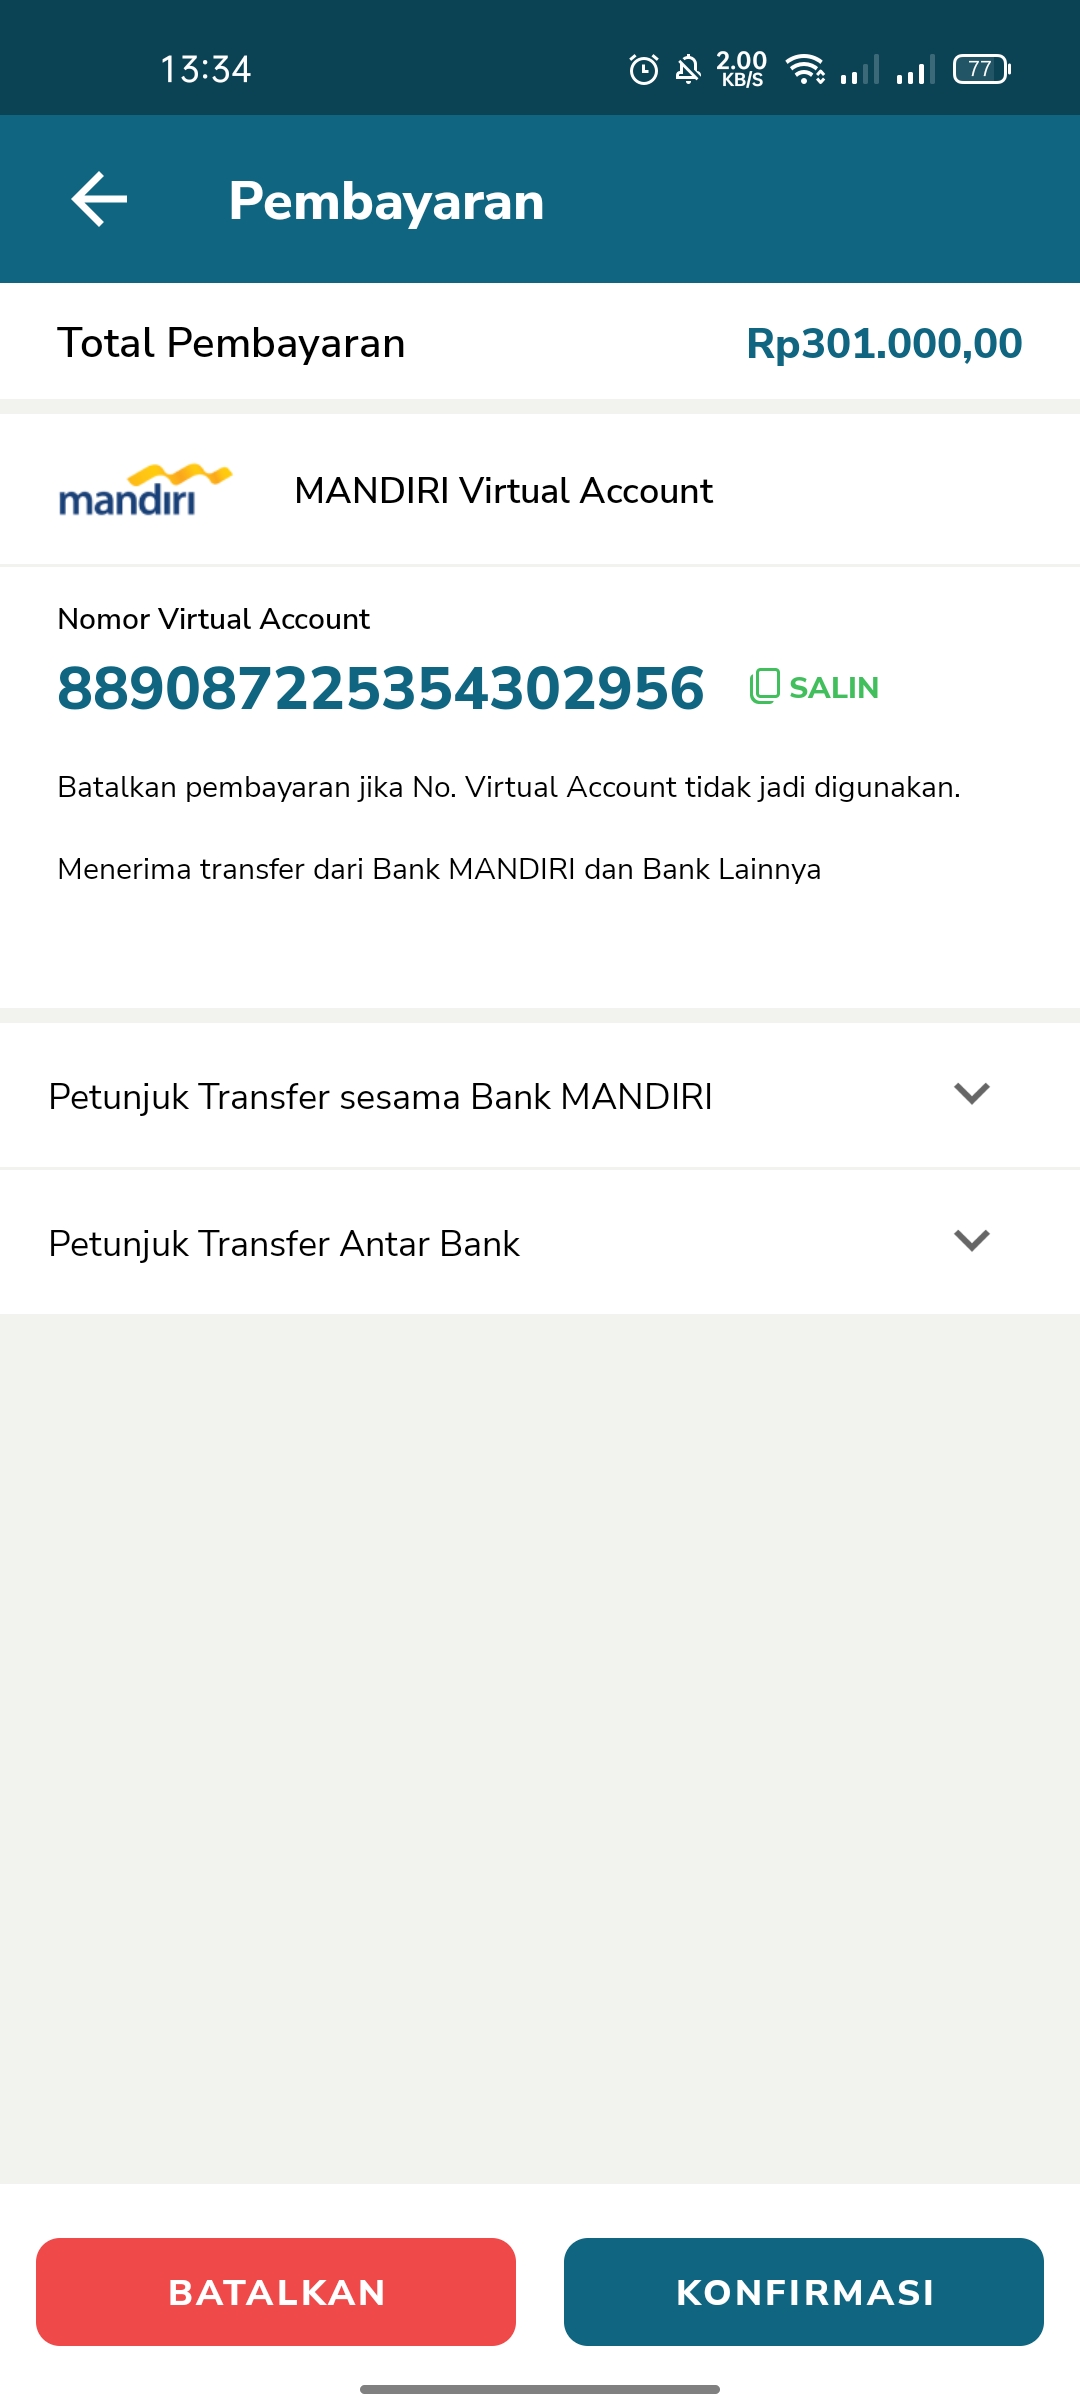 13:34
2.00
KB/S
77
Pembayaran
Total Pembayaran Rp301.000,00
mandiri MANDIRI Virtual Account
Nomor Virtual Account
889087225354302956 SALIN
Batalkan pembayaran jika No. Virtual Account tidak jadi digunakan.
Menerima transfer dari Bank MANDIRI dan Bank Lainnya
Petunjuk Transfer sesama Bank MANDIRI
Petunjuk Transfer Antar Bank
BATALKAN KONFIRMASI